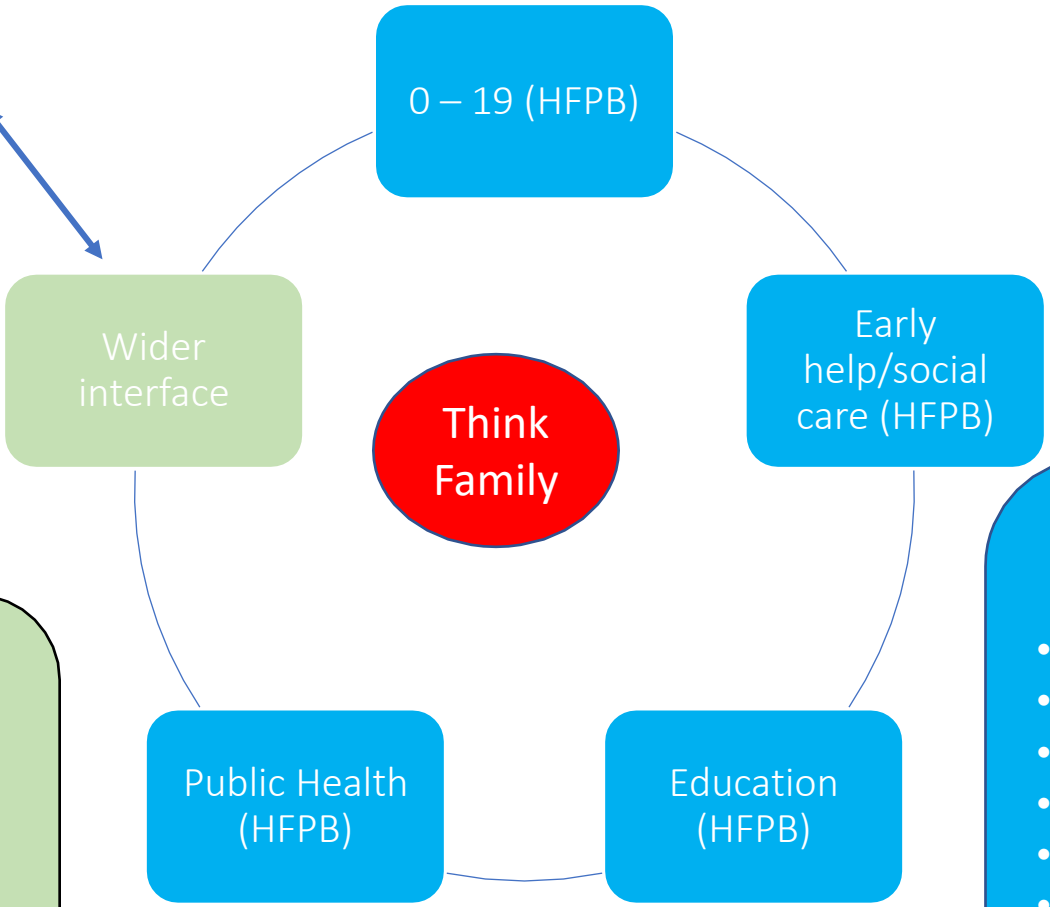 0 – 19 (HFPB)
Wider
interface
Early
help/social
care (HFPB)
Think
Family
Public Health
(HFPB)
Education
(HFPB)